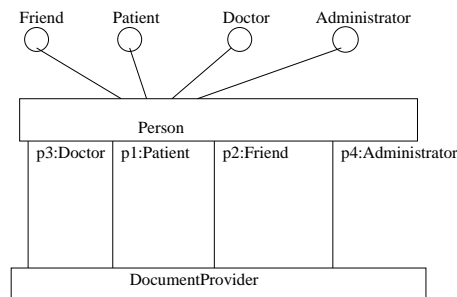 Friend Patient Doctor Administrator
Person
p3:Doctor p1:Patient p2:Friend p4:Administrator
DocumentProvider